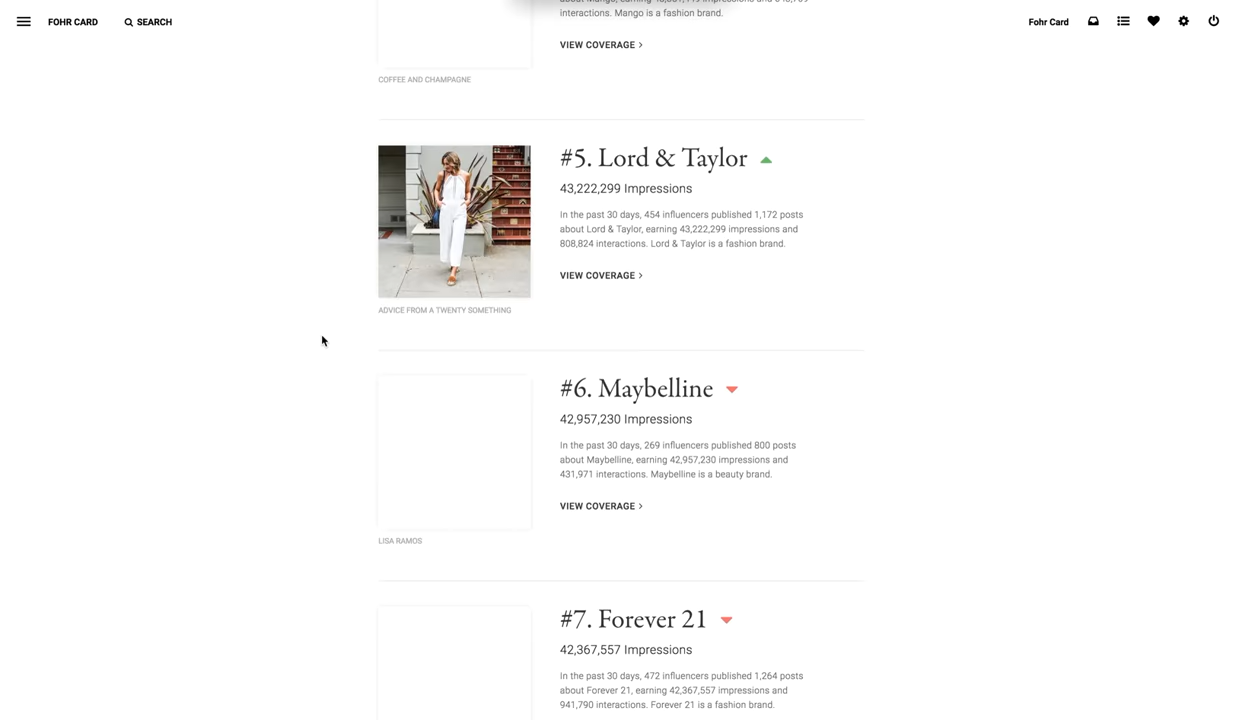 FOHR CARD
SEARCH
Fohr Card
interactions. Mango is a fashion brand.
VIEW COVERAGE >
COFFEE AND CHAMPAGNE
#5. Lord & Taylor
43,222,299 Impressions
In the past 30 days, 454 influencers published 1,172 posts
about Lord & Taylor, earning 43,222,299 impressions and
808,824 interactions. Lord & Taylor is a fashion brand.
VIEW COVERAGE >
ADVICE FROM A TWENTY SOMETHING
#6. Maybelline
42,957,230 Impressions
In the past 30 days, 269 influencers published 800 posts
about Maybelline, earning 42,957,230 impressions and
431,971 interactions. Maybelline is a beauty brand.
VIEW COVERAGE >
LISA RAMOS
#7. Forever 21
42,367,557 Impressions
In the past 30 days, 472 influencers published 1,264 posts
about Forever 21, earning 42,367,557 impressions and
941,790 interactions. Forever 21 is a fashion brand.